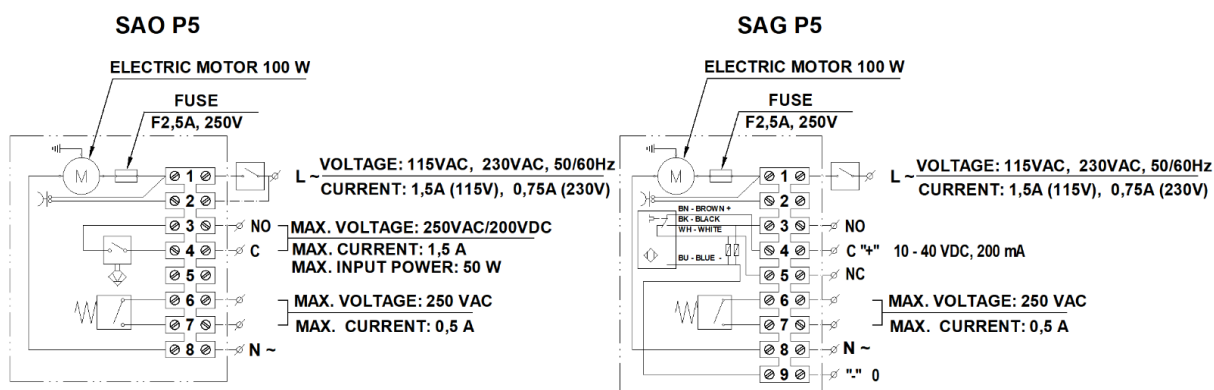 SAO P5
ELECTRIC MOTOR 100 W
FUSE
F2,5A, 250V
M
1
L ~
VOLTAGE: 115VAC, 230VAC, 50/60Hz
CURRENT: 1,5A (115V), 0,75A (230V)
2
3
NO
MAX. VOLTAGE: 250VAC/200VDC
4
C
MAX. CURRENT: 1,5 A
MAX. INPUT POWER: 50 W
5
6
MAX. VOLTAGE: 250 VAC
7
MAX. CURRENT: 0,5 A
8
N ~
SAG P5
ELECTRIC MOTOR 100 W
FUSE
F2,5A, 250V
M
1
L ~
VOLTAGE: 115VAC, 230VAC, 50/60Hz
CURRENT: 1,5A (115V), 0,75A (230V)
2
BN - BROWN +
BK - BLACK
3
NO
WH - WHITE
4
C "+" 10 - 40 VDC, 200 mA
BU - BLUE -
5
NC
6
MAX. VOLTAGE: 250 VAC
7
MAX. CURRENT: 0,5 A
8
N ~
9
"-" 0